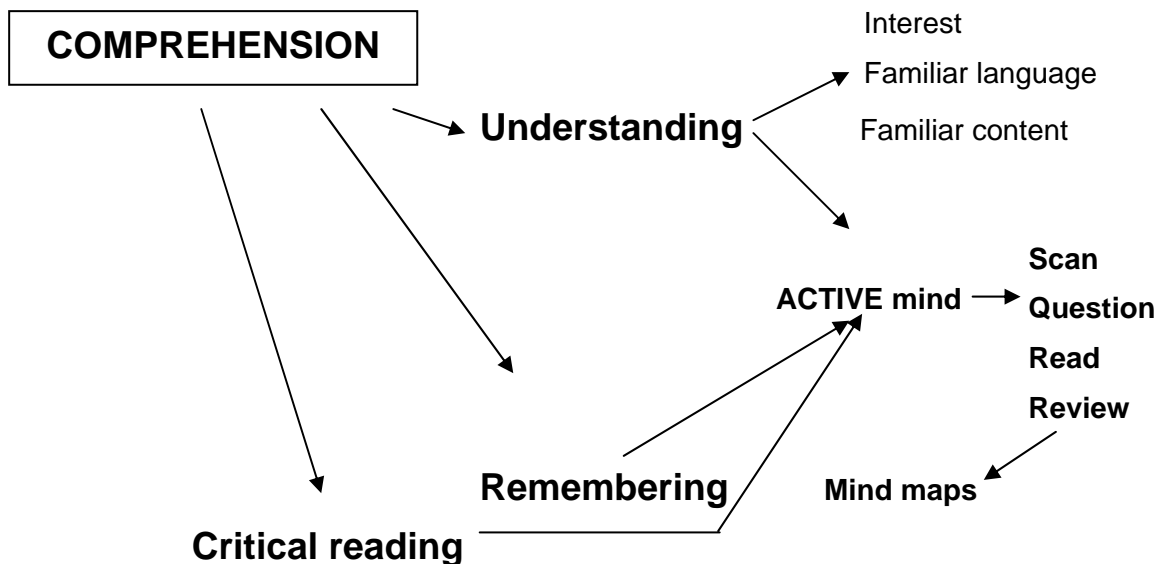 COMPREHENSION
Interest
Familiar language
Understanding
Familiar content
Scan
ACTIVE mind
Question
Read
Review
Remembering
Mind maps
Critical reading